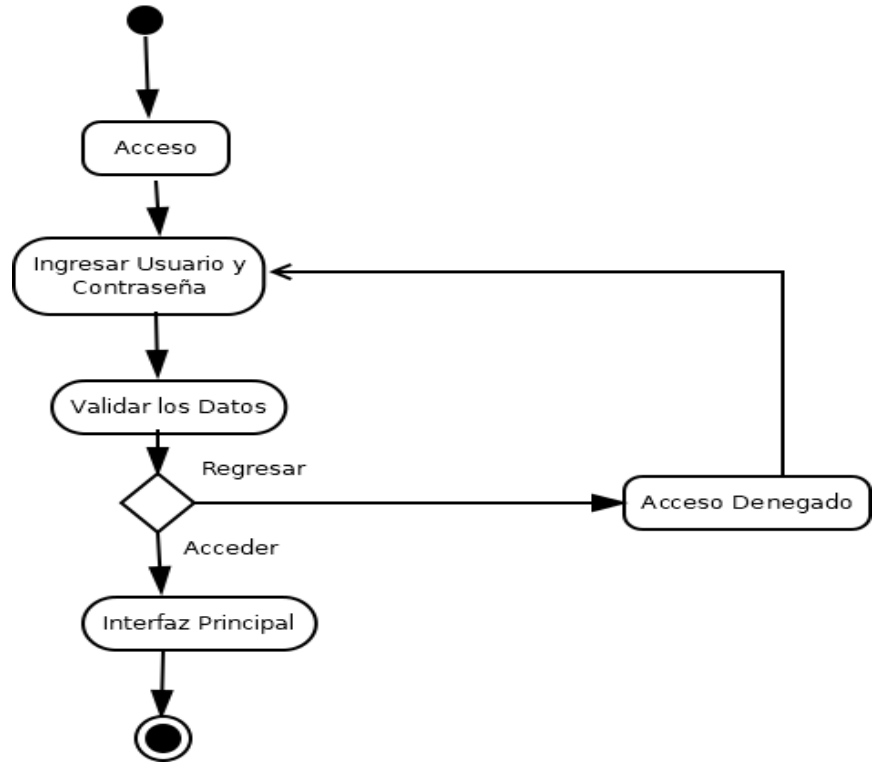 Acceso
Ingresar Usuario y
Contraseña
Validar los Datos
Regresar
Acceso Denegado
Acceder
Interfaz Principal